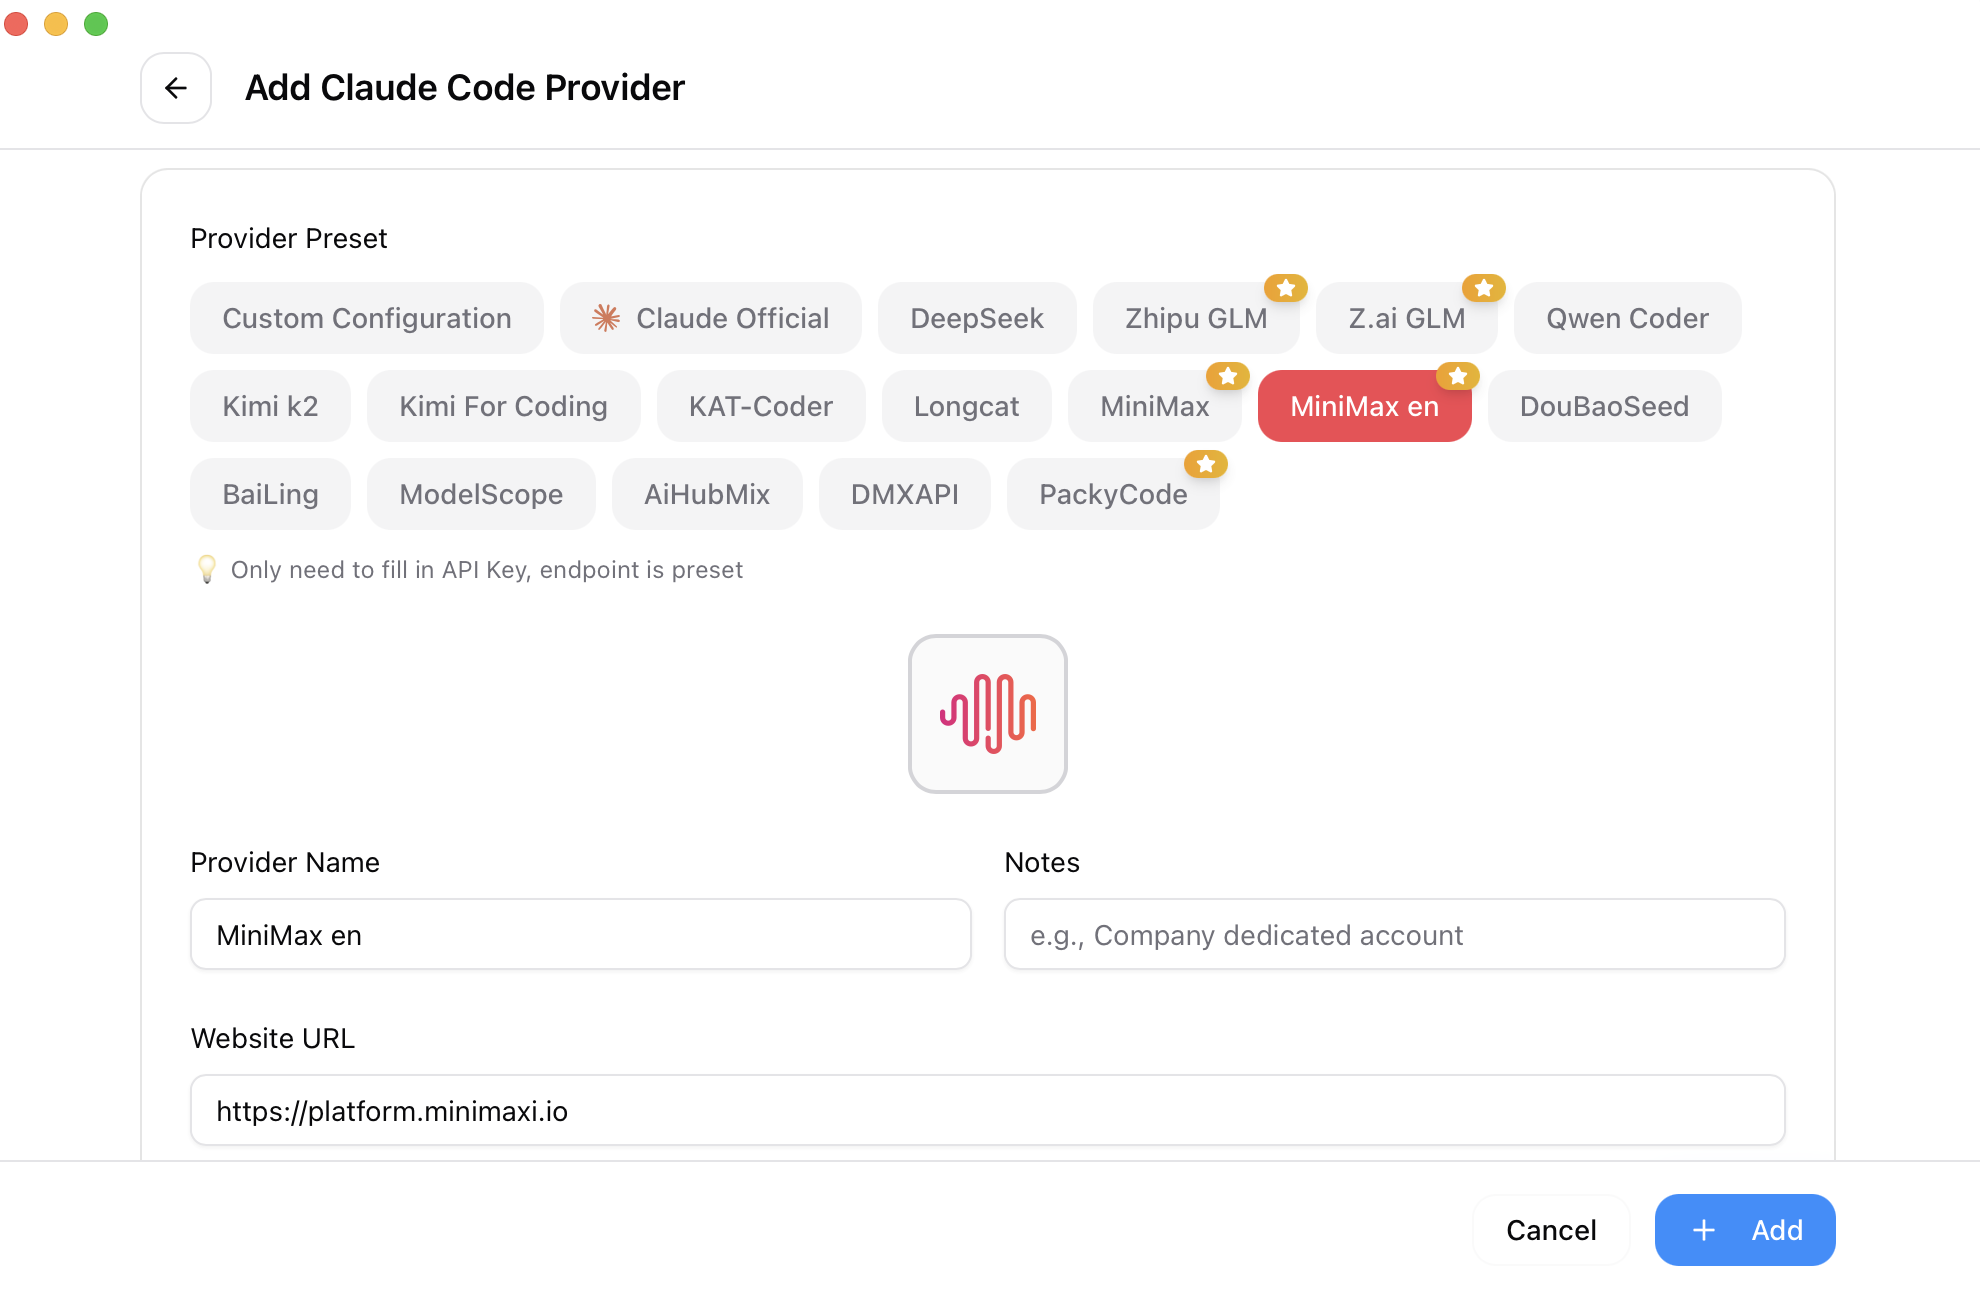 Add Claude Code Provider
Provider Preset
Custom Configuration Claude Official DeepSeek Zhipu GLM Z.ai GLM Qwen Coder
Kimi k2 Kimi For Coding KAT-Coder Longcat MiniMax MiniMax en DouBaoSeed
BaiLing ModelScope AiHubMix DMXAPI PackyCode
Only need to fill in API Key, endpoint is preset
Provider Name Notes
MiniMax en e.g., Company dedicated account
Website URL
https://platform.minimaxi.io
Cancel + Add